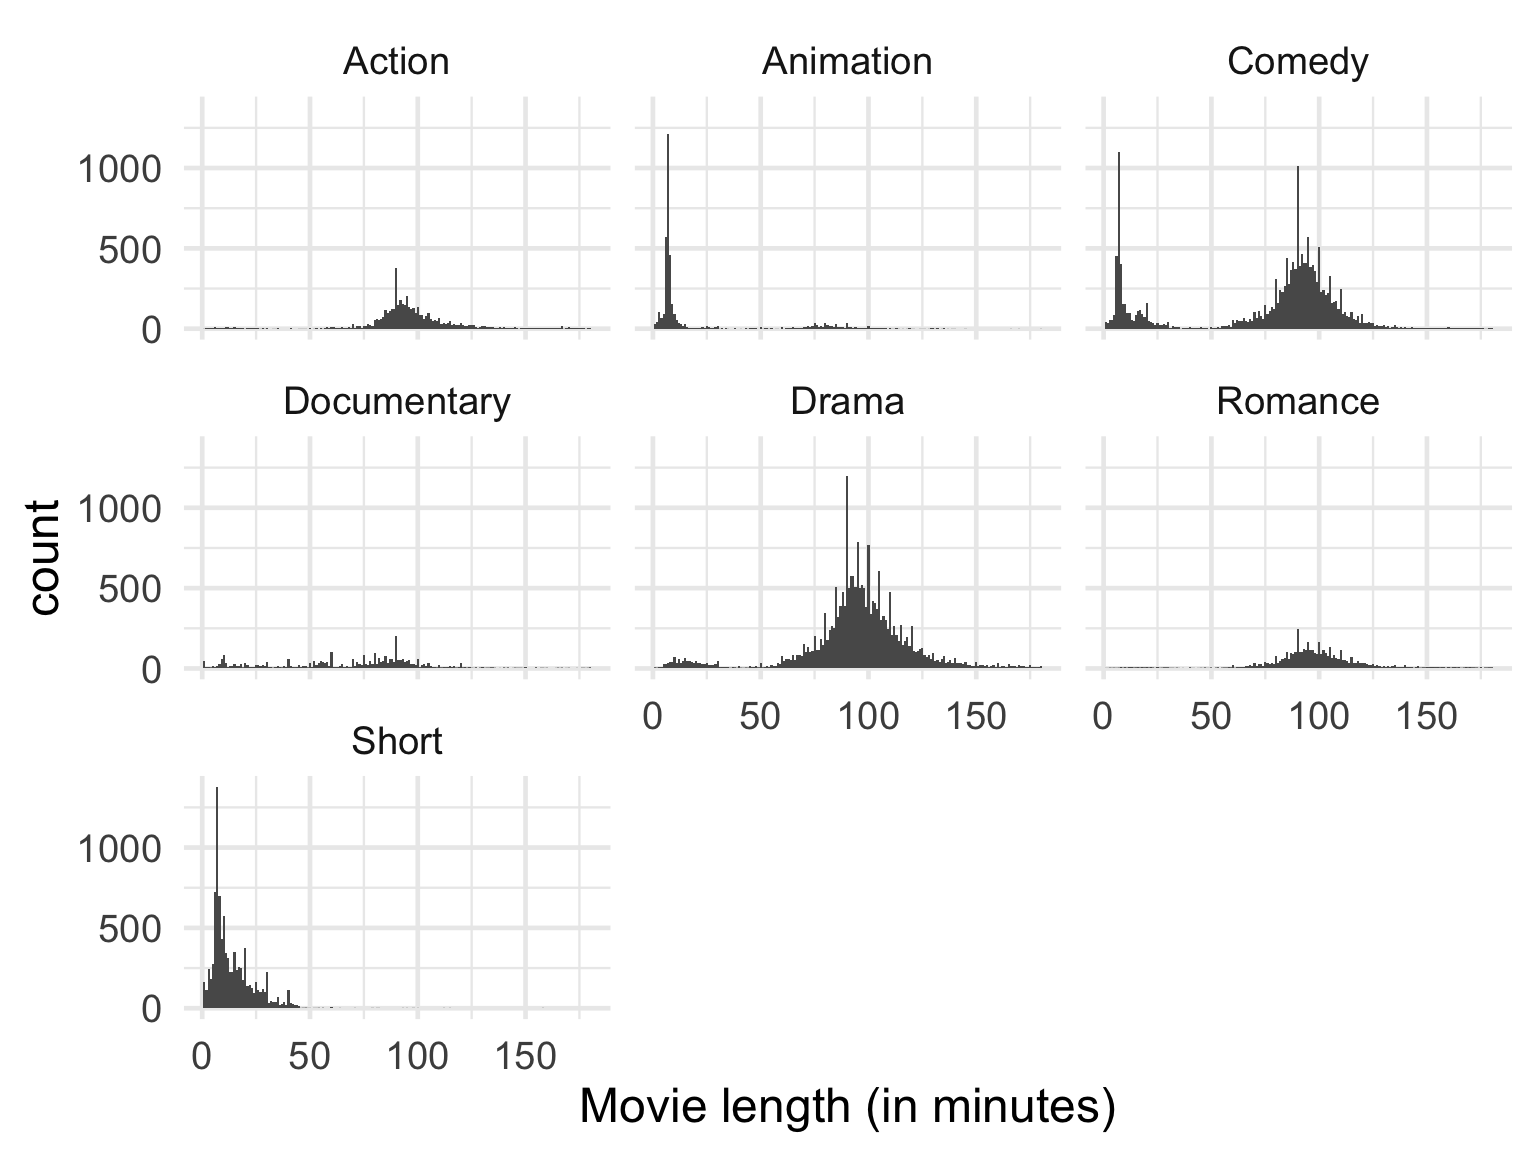 Action Animation Comedy
1000
500
0
Documentary Drama Romance
count
1000
500
0
0 50 100 150 0 50 100 150
Short
1000
500
0
0 50 100 150
Movie length (in minutes)